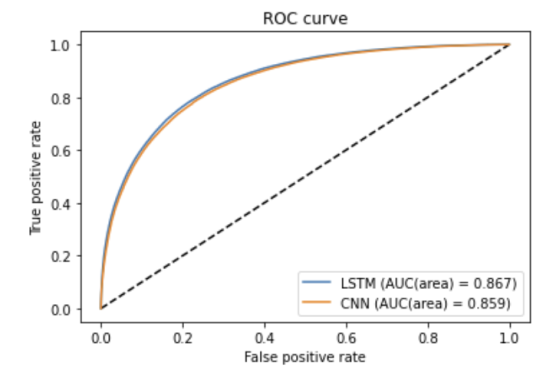 ROC curve
True positive rate
1.0
0.8
0.6
0.4
0.2
0.0
LSTM (AUC(area) = 0.867)
CNN (AUC(area) = 0.859)
0.0 0.2 0.4 0.6 0.8 1.0
False positive rate